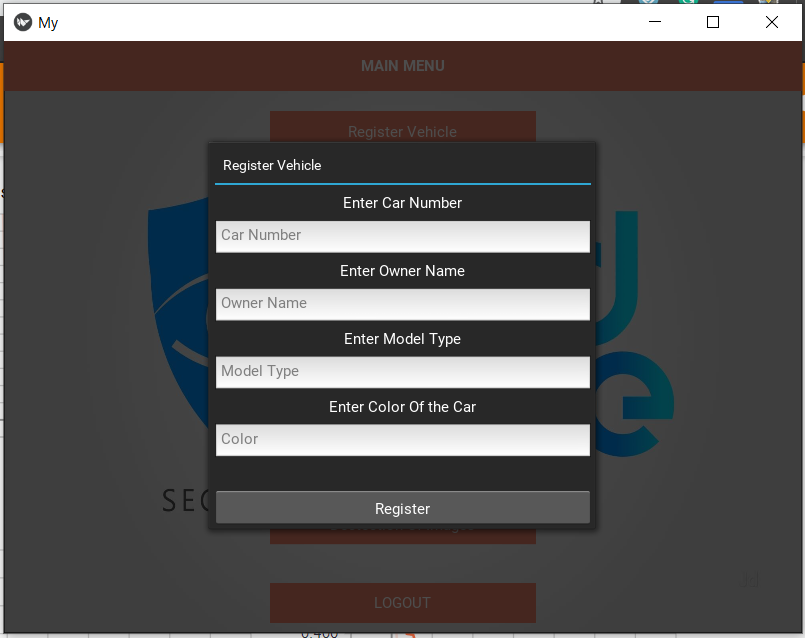 My
MAIN MENU
Register Vehicle
Register Vehicle
Enter Car Number
Car Number
Enter Owner Name
Owner Name
Enter Model Type
Model Type
Enter Color Of the Car
Color
Register
LOGOUT